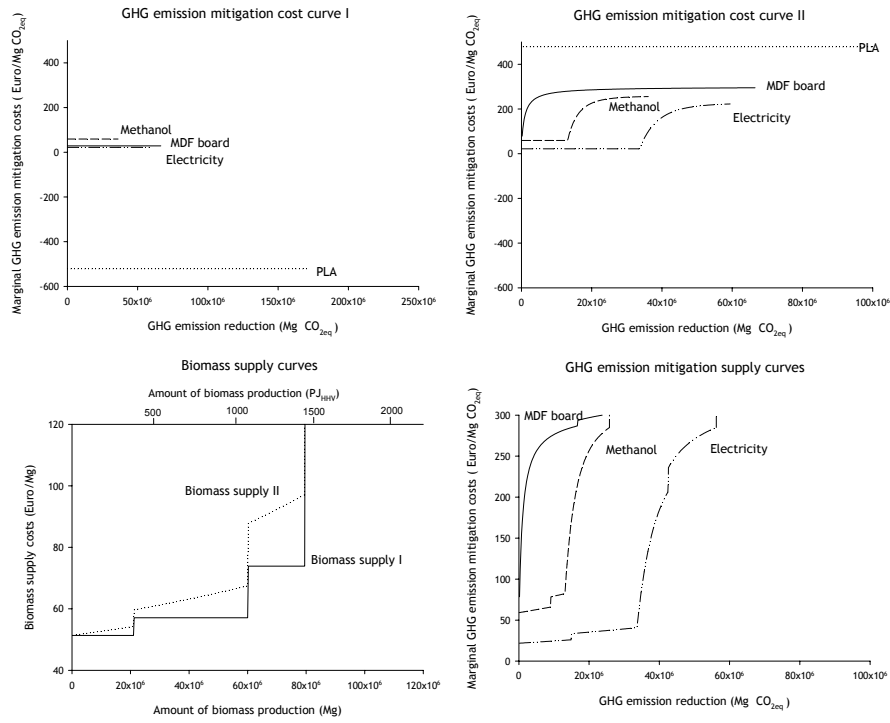 GHG emission mitigation cost curve I
Marginal GHG emission mitigation costs ( Euro/Mg CO2eq)
400
200
0
-200
-400
-600
Methanol
MDF board
Electricity
PLA
0 50x10⁶ 100x10⁶ 150x10⁶ 200x10⁶ 250x10⁶
GHG emission reduction (Mg CO2eq )
GHG emission mitigation cost curve II
Marginal GHG emission mitigation costs ( Euro/Mg CO2eq)
400
200
0
-200
-400
-600
PLA
MDF board
Methanol
Electricity
0 20x10⁶ 40x10⁶ 60x10⁶ 80x10⁶ 100x10⁶
GHG emission reduction (Mg CO2eq )
Biomass supply curves
Amount of biomass production (PJHHV)
500 1000 1500 2000
Biomass supply costs (Euro/Mg)
120
100
80
60
40
Biomass supply II
Biomass supply I
0 20x10⁶ 40x10⁶ 60x10⁶ 80x10⁶ 100x10⁶ 120x10⁶
Amount of biomass production (Mg)
GHG emission mitigation supply curves
Marginal GHG emission mitigation costs ( Euro/Mg CO2eq)
300
250
200
150
100
50
0
MDF board
Methanol
Electricity
0 20x10⁶ 40x10⁶ 60x10⁶ 80x10⁶ 100x10⁶
GHG emission reduction (Mg CO2eq )